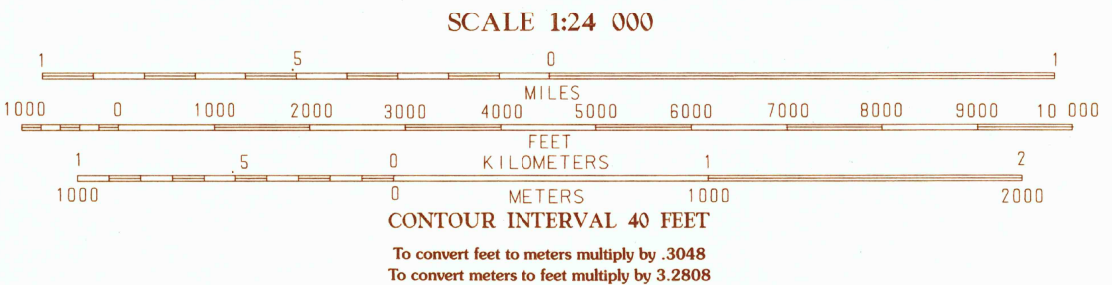 SCALE 1:24 000
1 .5 0 1
MILES
1000 0 1000 2000 3000 4000 5000 6000 7000 8000 9000 10 000
FEET
1 .5 0 KILOMETERS 1 2
1000 0 METERS 1000 2000
CONTOUR INTERVAL 40 FEET
To convert feet to meters multiply by .3048
To convert meters to feet multiply by 3.2808